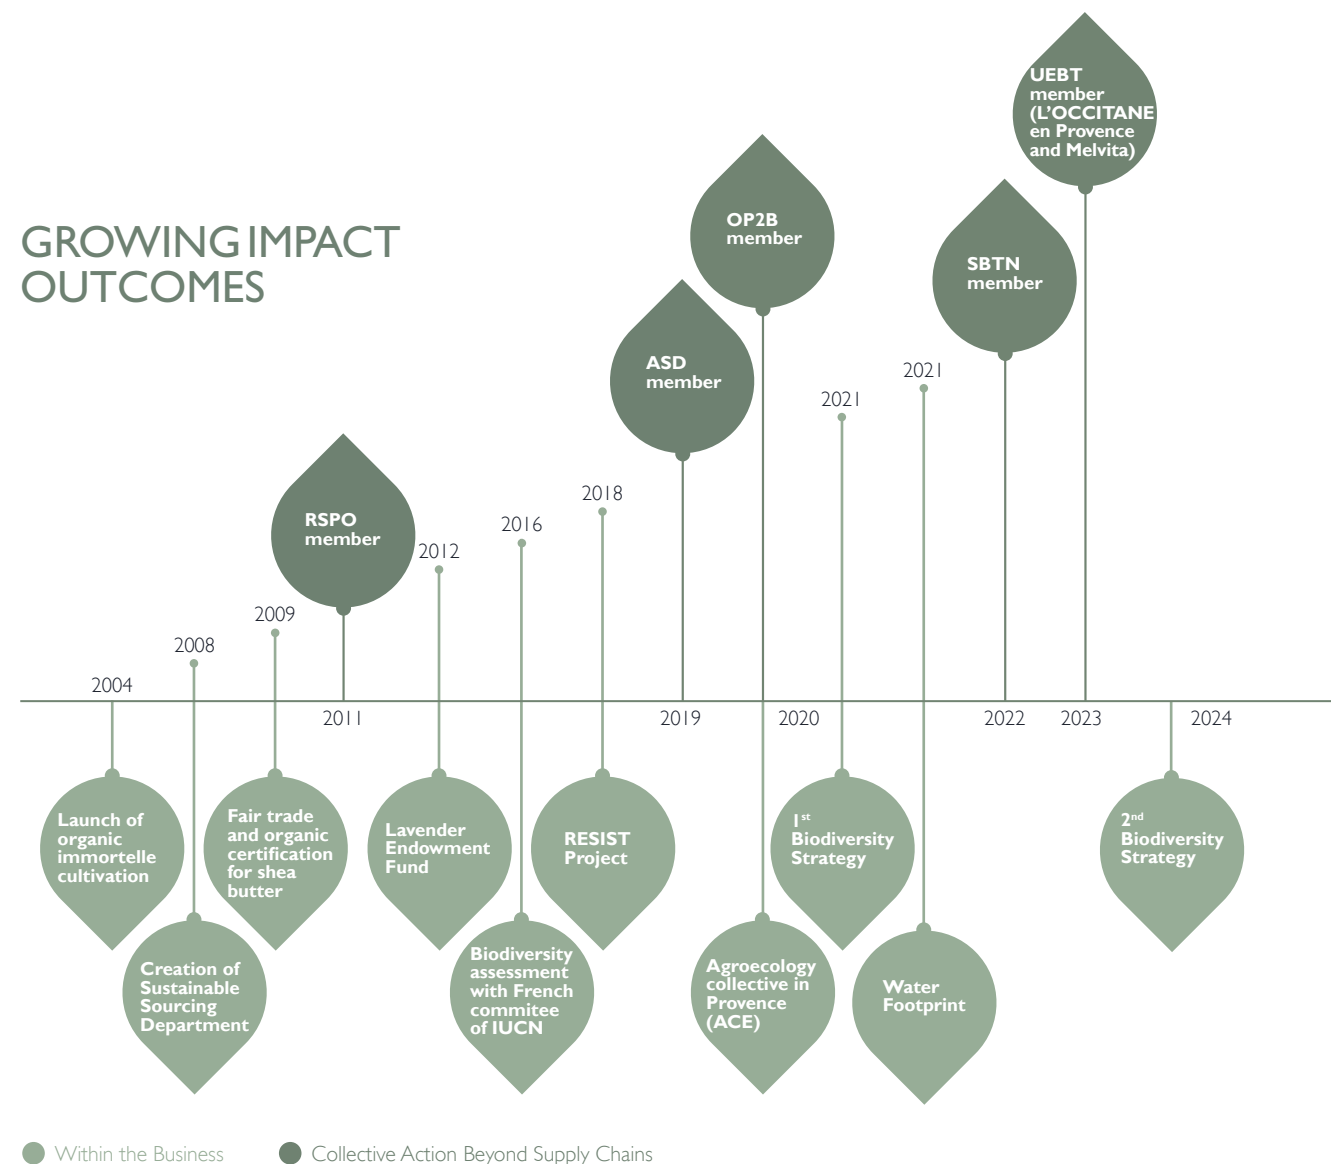 GROWING IMPACT
OUTCOMES
UEBT
member
(L'OCCITANE
en Provence
and Melvita)
OP2B
member
SBTN
member
ASD
member
RSPO
member
2021
2021
2018
2016
2012
2009
2008
2004
2011
2019
2020
2022
2023
2024
Launch of
organic
immortelle
cultivation
Fair trade
and organic
certification
for shea
butter
Lavender
Endowment
Fund
RESIST
Project
1st
Biodiversity
Strategy
2nd
Biodiversity
Strategy
Creation of
Sustainable
Sourcing
Department
Biodiversity
assessment
with French
commitee
of IUCN
Agroecology
collective in
Provence
(ACE)
Water
Footprint
Within the Business
Collective Action Beyond Supply Chains